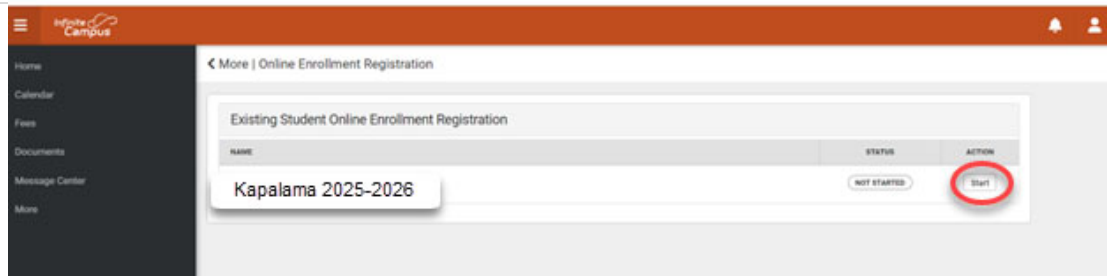 Infinite Campus
Home
Calendar
Fees
Documents
Message Center
More
More | Online Enrollment Registration
Existing Student Online Enrollment Registration
NAME STATUS ACTION
Kapalama 2025-2026 NOT STARTED Start